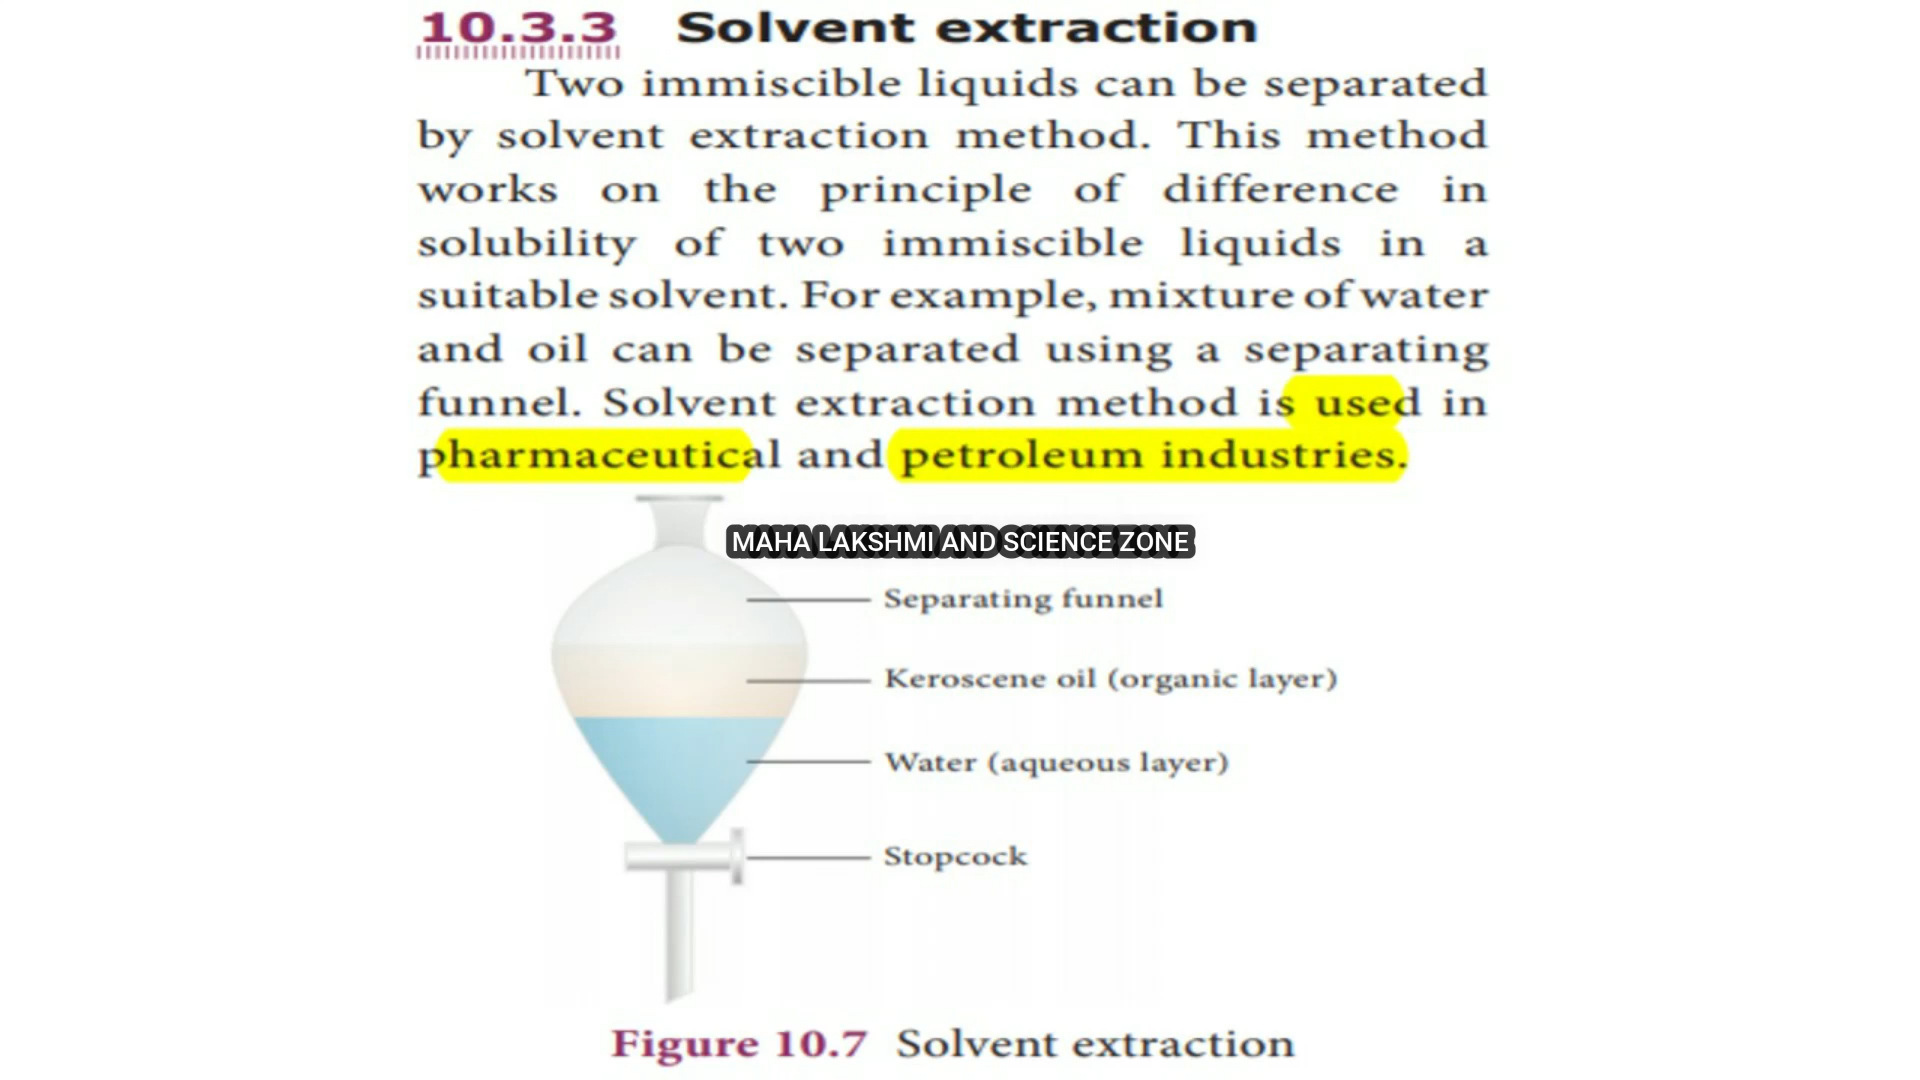 10.3.3 Solvent extraction
Two immiscible liquids can be separated
by solvent extraction method. This method
works on the principle of difference in
solubility of two immiscible liquids in a
suitable solvent. For example, mixture of water
and oil can be separated using a separating
funnel. Solvent extraction method is used in
pharmaceutical and petroleum industries.
MAHA LAKSHMI AND SCIENCE ZONE
Separating funnel
Keroscene oil (organic layer)
Water (aqueous layer)
Stopcock
Figure 10.7 Solvent extraction